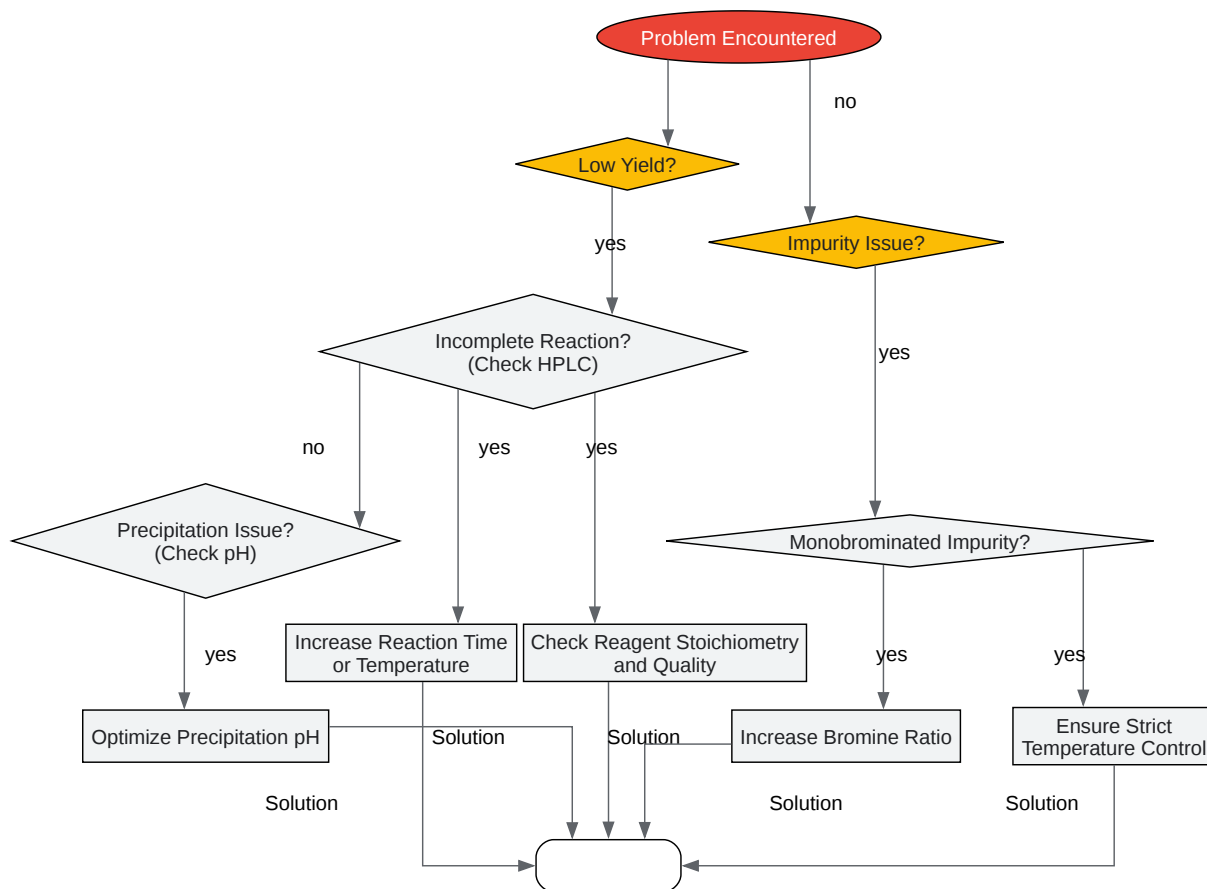 Problem Encountered
no
Low Yield?
yes
Impurity Issue?
Incomplete Reaction?
(Check HPLC)
yes
no
yes
yes
Precipitation Issue?
(Check pH)
Monobrominated Impurity?
yes
Increase Reaction Time
or Temperature
Check Reagent Stoichiometry
and Quality
yes
yes
Optimize Precipitation pH
Solution
Solution
Increase Bromine Ratio
Ensure Strict
Temperature Control
Solution
Solution
Solution